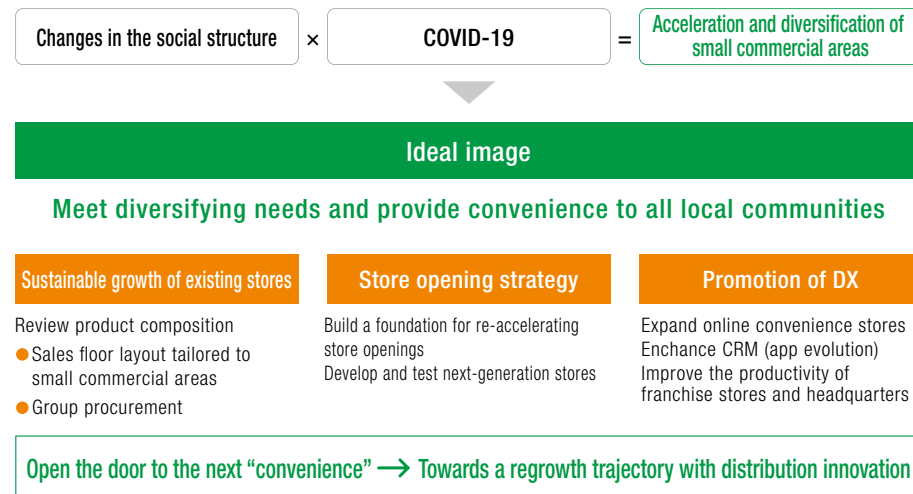 Changes in the social structure × COVID-19 = Acceleration and diversification of
small commercial areas
Ideal image
Meet diversifying needs and provide convenience to all local communities
Sustainable growth of existing stores
Review product composition
● Sales floor layout tailored to
small commercial areas
● Group procurement
Store opening strategy
Build a foundation for re-accelerating
store openings
Develop and test next-generation stores
Promotion of DX
Expand online convenience stores
Enchance CRM (app evolution)
Improve the productivity of
franchise stores and headquarters
Open the door to the next “convenience” → Towards a regrowth trajectory with distribution innovation